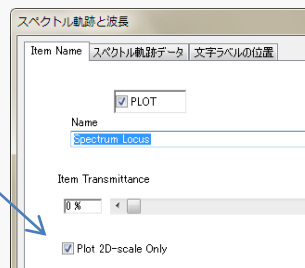 スペクトル軌跡と波長
Item Name スペクトル軌跡データ 文字ラベルの位置
PLOT
Name
Spectrum Locus
Item Transmittance
0 %
Plot 2D-scale Only